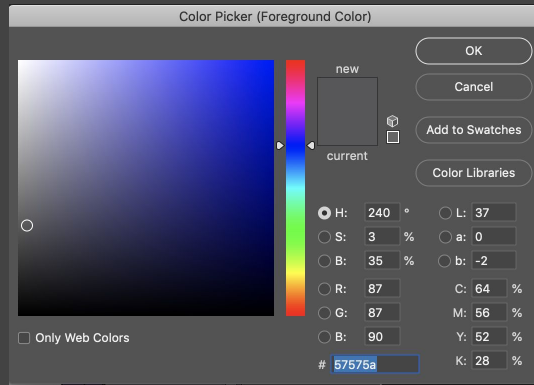 Color Picker (Foreground Color)
new
current
OK
Cancel
Add to Swatches
Color Libraries
H: 240 °
S: 3 %
B: 35 %
R: 87
G: 87
B: 90
# 57575a
L: 37
a: 0
b: -2
C: 64 %
M: 56 %
Y: 52 %
K: 28 %
Only Web Colors